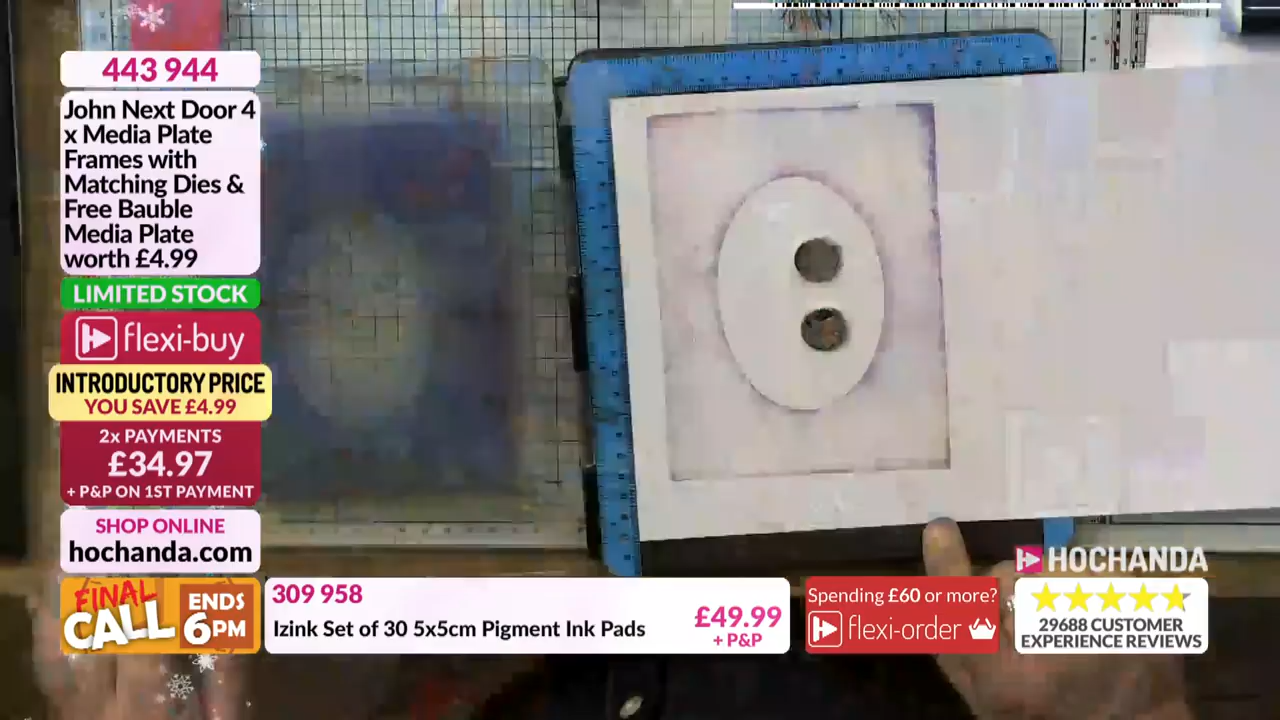 443 944
John Next Door 4
x Media Plate
Frames with
Matching Dies &
Free Bauble
Media Plate
worth £4.99
LIMITED STOCK
flexi-buy
INTRODUCTORY PRICE
YOU SAVE £4.99
2x PAYMENTS
£34.97
+ P&P ON 1ST PAYMENT
SHOP ONLINE
hochanda.com
FINAL
CALL
ENDS
6PM
309 958
Izink Set of 30 5x5cm Pigment Ink Pads
£49.99
+ P&P
Spending £60 or more?
flexi-order
HOCHANDA
29688 CUSTOMER
EXPERIENCE REVIEWS